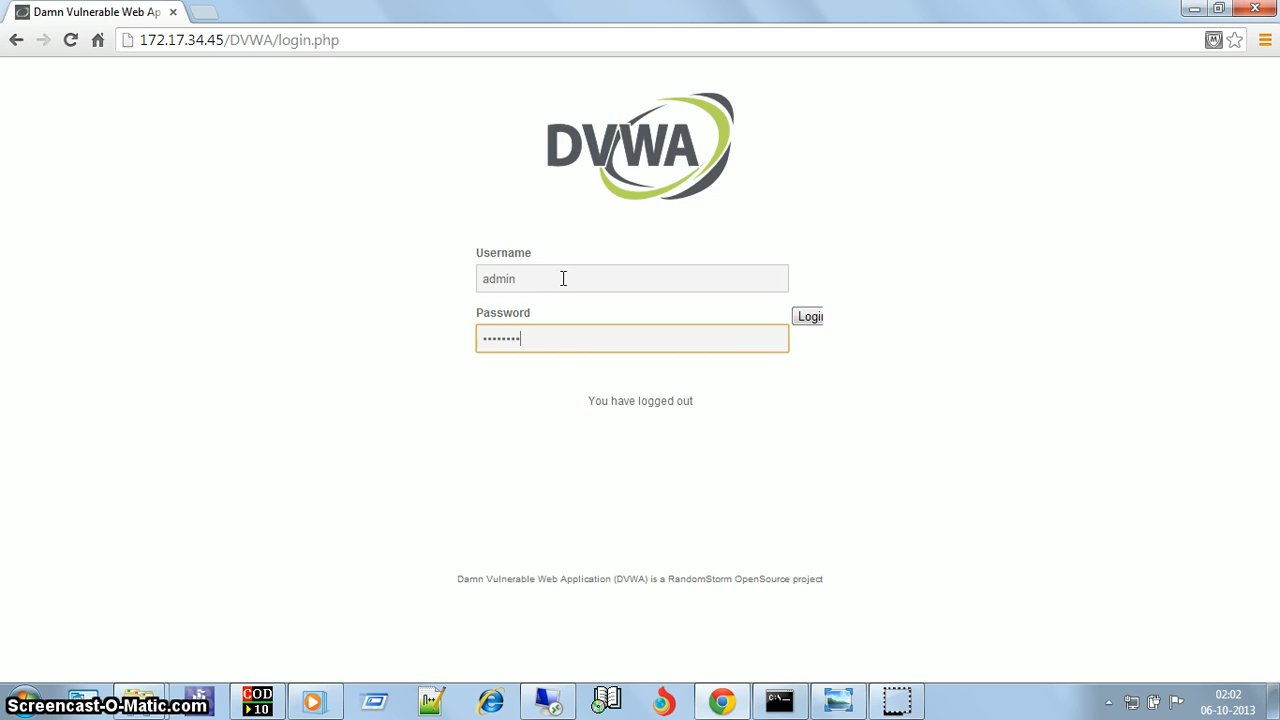 Damn Vulnerable Web Ap
172.17.34.45/DVWA/login.php
DVWA
Username
admin
Password
Logi
You have logged out
Damn Vulnerable Web Application (DVWA) is a RandomStorm OpenSource project
COD
10
C:\
02:02
06-10-2013
Screencast-O-Matic.com